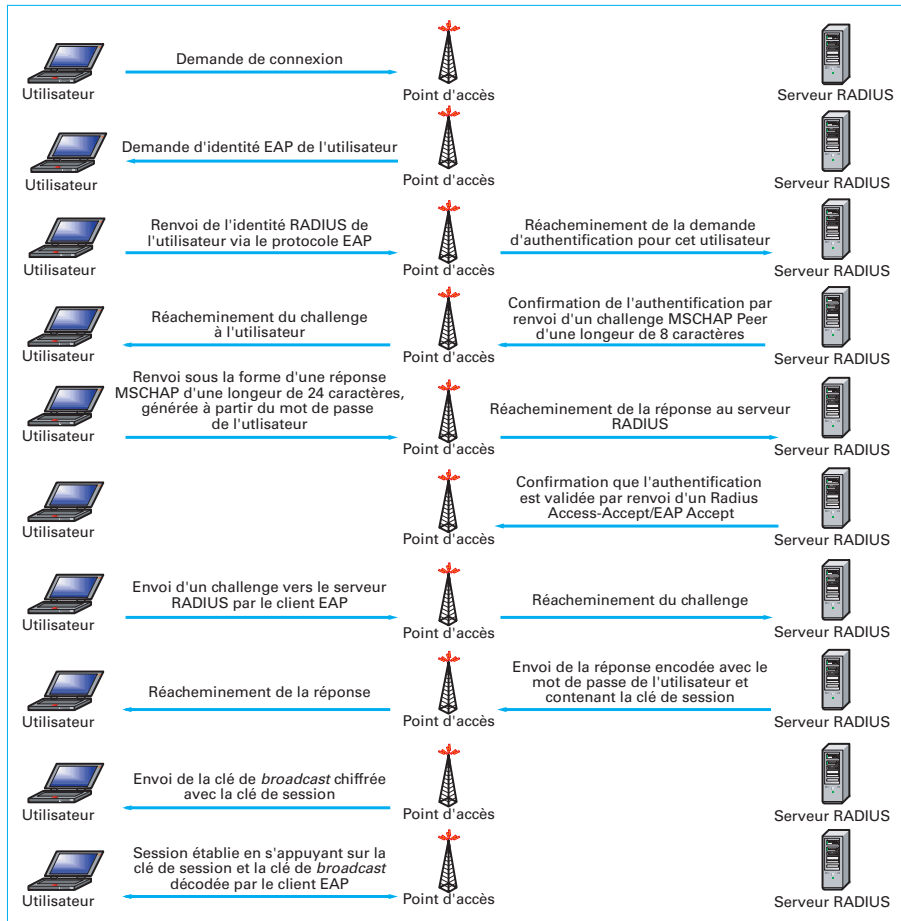 Demande de connexion
Utilisateur
Point d'accès
Serveur RADIUS
Demande d'identité EAP de l'utilisateur
Utilisateur
Point d'accès
Serveur RADIUS
Renvoi de l'identité RADIUS de
l'utilisateur via le protocole EAP
Réacheminement de la demande
d'authentification pour cet utilisateur
Utilisateur
Point d'accès
Serveur RADIUS
Réacheminement du challenge
à l'utilisateur
Confirmation de l'authentification par
renvoi d'un challenge MSCHAP Peer
d'une longeur de 8 caractères
Utilisateur
Point d'accès
Serveur RADIUS
Renvoi sous la forme d'une réponse
MSCHAP d'une longeur de 24 caractères,
générée à partir du mot de passe
de l'utlisateur
Réacheminement de la réponse au serveur
RADIUS
Utilisateur
Point d'accès
Serveur RADIUS
Confirmation que l'authentification
est validée par renvoi d'un Radius
Access-Accept/EAP Accept
Utilisateur
Point d'accès
Serveur RADIUS
Envoi d'un challenge vers le serveur
RADIUS par le client EAP
Réacheminement du challenge
Utilisateur
Point d'accès
Serveur RADIUS
Réacheminement de la réponse
Envoi de la réponse encodée avec le
mot de passe de l'utilisateur et
contenant la clé de session
Utilisateur
Point d'accès
Serveur RADIUS
Envoi de la clé de broadcast chiffrée
avec la clé de session
Utilisateur
Point d'accès
Serveur RADIUS
Session établie en s'appuyant sur la
clé de session et la clé de broadcast
décodée par le client EAP
Utilisateur
Point d'accès
Serveur RADIUS